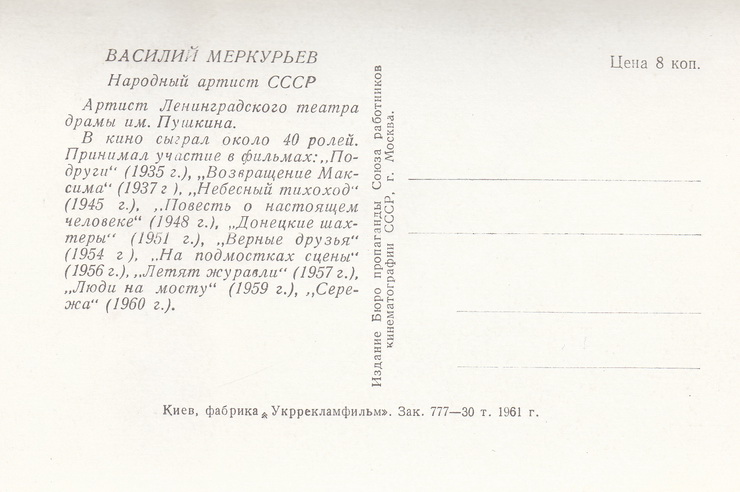 ВАСИЛИЙ МЕРКУРЬЕВ
Народный артист СССР
Артист Ленинградского театра
драмы им. Пушкина.
В кино сыграл около 40 ролей.
Принимал участие в фильмах: „По-
други“ (1935 г.), „Возвращение Мак-
сима“ (1937 г ), „Небесный тихоход“
(1945 г.), „Повесть о настоящем
человеке“ (1948 г.), „Донецкие шах-
теры“ (1951 г.), „Верные друзья“
(1954 г ), „На подмостках сцены“
(1956 г.), „Летят журавли“ (1957 г.),
„Люди на мосту“ (1959 г.), „Сере-
жа“ (1960 г.).
Издание Бюро пропаганды Союза работников
кинематографии СССР, г. Москва.
Цена 8 коп.
Киев, фабрика «Укррекламфильм». Зак. 777—30 т. 1961 г.